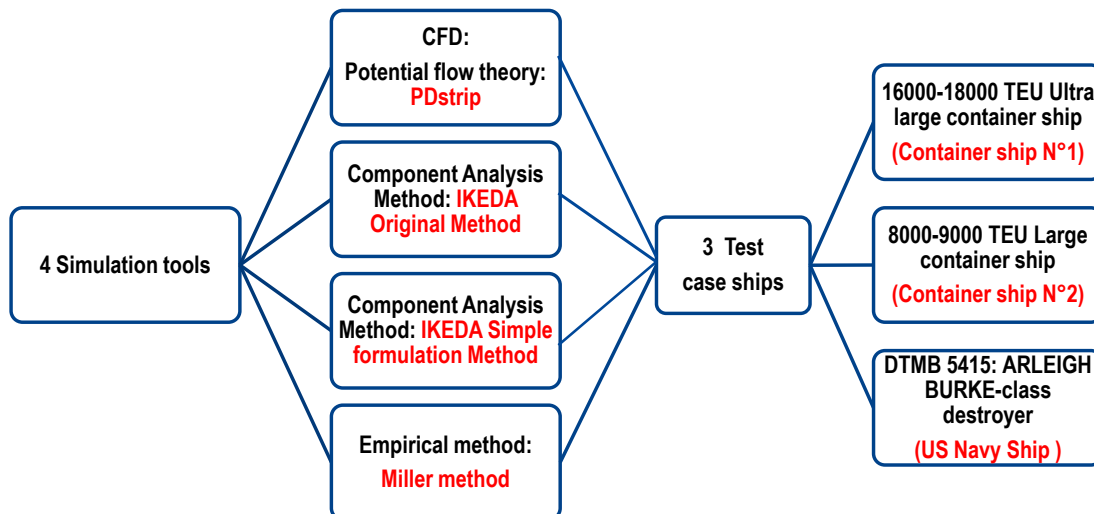 4 Simulation tools
CFD:
Potential flow theory:
PDstrip
Component Analysis
Method: IKEDA
Original Method
Component Analysis
Method: IKEDA Simple
formulation Method
Empirical method:
Miller method
3 Test
case ships
16000-18000 TEU Ultra
large container ship
(Container ship N°1)
8000-9000 TEU Large
container ship
(Container ship N°2)
DTMB 5415: ARLEIGH
BURKE-class
destroyer
(US Navy Ship )